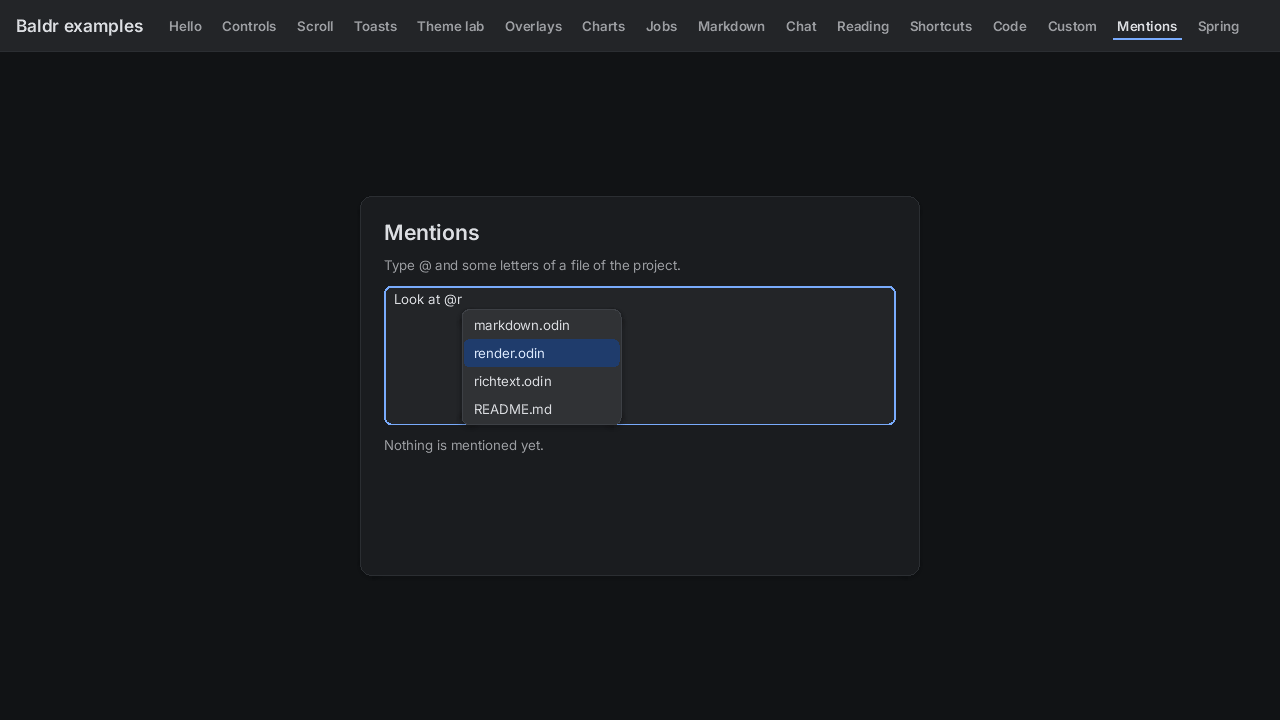 Baldr examples Hello Controls Scroll Toasts Theme lab Overlays Charts Jobs Markdown Chat Reading Shortcuts Code Custom Mentions Spring
Mentions
Type @ and some letters of a file of the project.
Look at @r
markdown.odin
render.odin
richtext.odin
README.md
Nothing is mentioned yet.